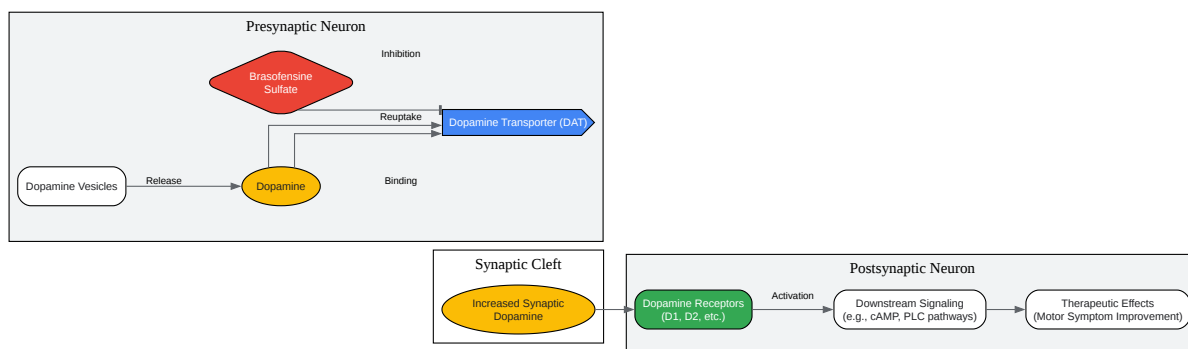 Presynaptic Neuron
Inhibition
Brasofensine
Sulfate
Reuptake
Dopamine Transporter (DAT)
Dopamine Vesicles
Release
Dopamine
Binding
Synaptic Cleft
Increased Synaptic
Dopamine
Postsynaptic Neuron
Dopamine Receptors
(D1, D2, etc.)
Activation
Downstream Signaling
(e.g., cAMP, PLC pathways)
Therapeutic Effects
(Motor Symptom Improvement)